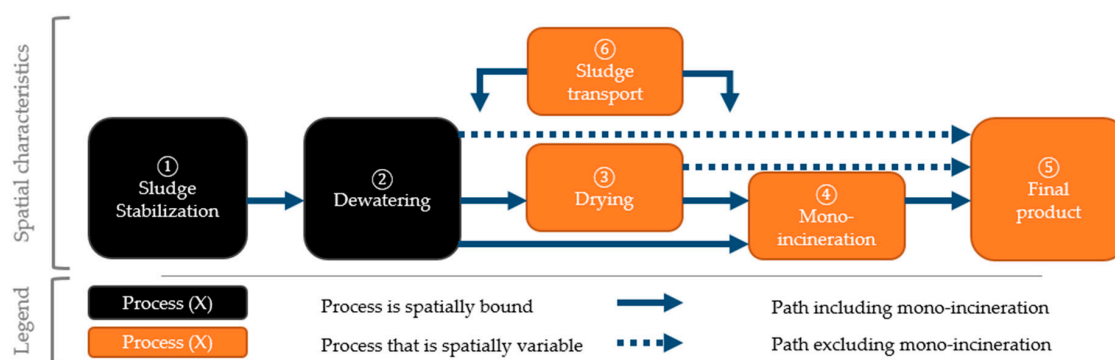 Spatial characteristics
⑥
Sludge
transport
①
Sludge
Stabilization
②
Dewatering
③
Drying
④
Mono-
incineration
⑤
Final
product
Legend
Process (X)
Process is spatially bound
Path including mono-incineration
Process (X)
Process that is spatially variable
Path excluding mono-incineration